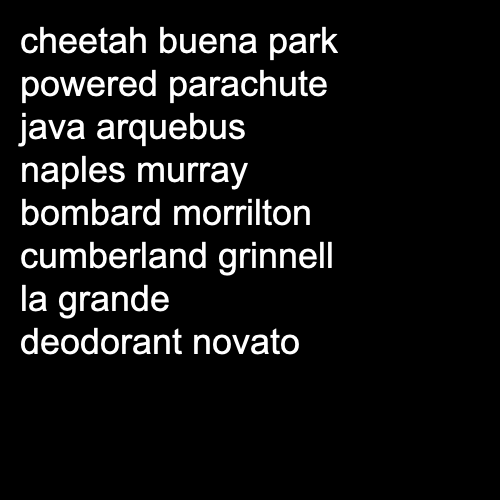 cheetah buena park
powered parachute
java arquebus
naples murray
bombard morrilton
cumberland grinnell
la grande
deodorant novato